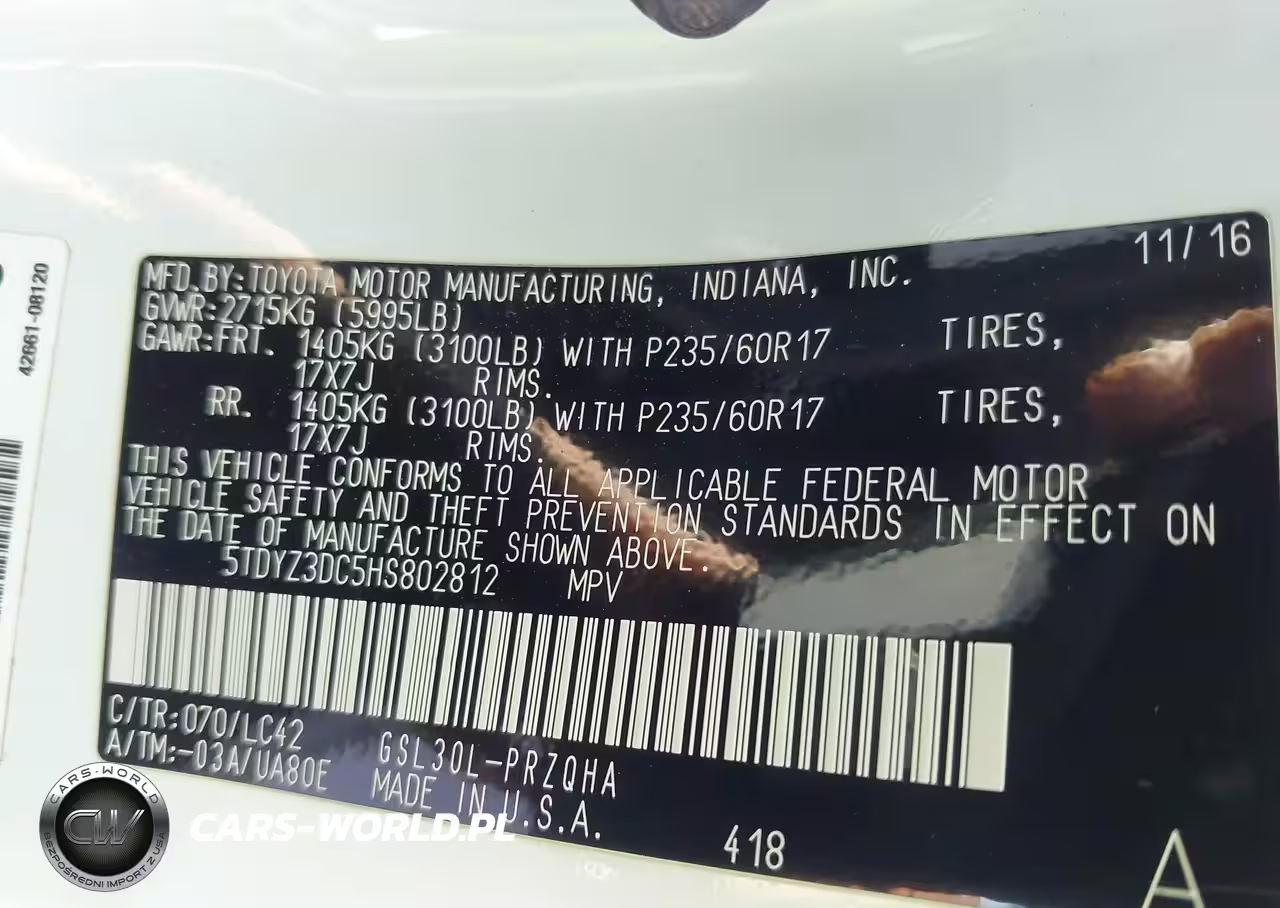 11/16
MFD.BY:TOYOTA MOTOR MANUFACTURING, INDIANA, INC.
GVWR:2715KG (5995LB)
GAWR:FRT. 1405KG (3100LB) WITH P235/60R17 TIRES,
17X7J RIMS.
RR. 1405KG (3100LB) WITH P235/60R17 TIRES,
17X7J RIMS.
THIS VEHICLE CONFORMS TO ALL APPLICABLE FEDERAL MOTOR
VEHICLE SAFETY AND THEFT PREVENTION STANDARDS IN EFFECT ON
THE DATE OF MANUFACTURE SHOWN ABOVE.
5TDYZ3DC5HS802812 MPV
C/TR:070/LC42 GSL30L-PRZQHA
A/TM:-03A/UA80E MADE IN U.S.A.
418
A
42661-08120
CARS-WORLD
CW
BEZPOŚREDNI IMPORT Z USA
CARS-WORLD.PL